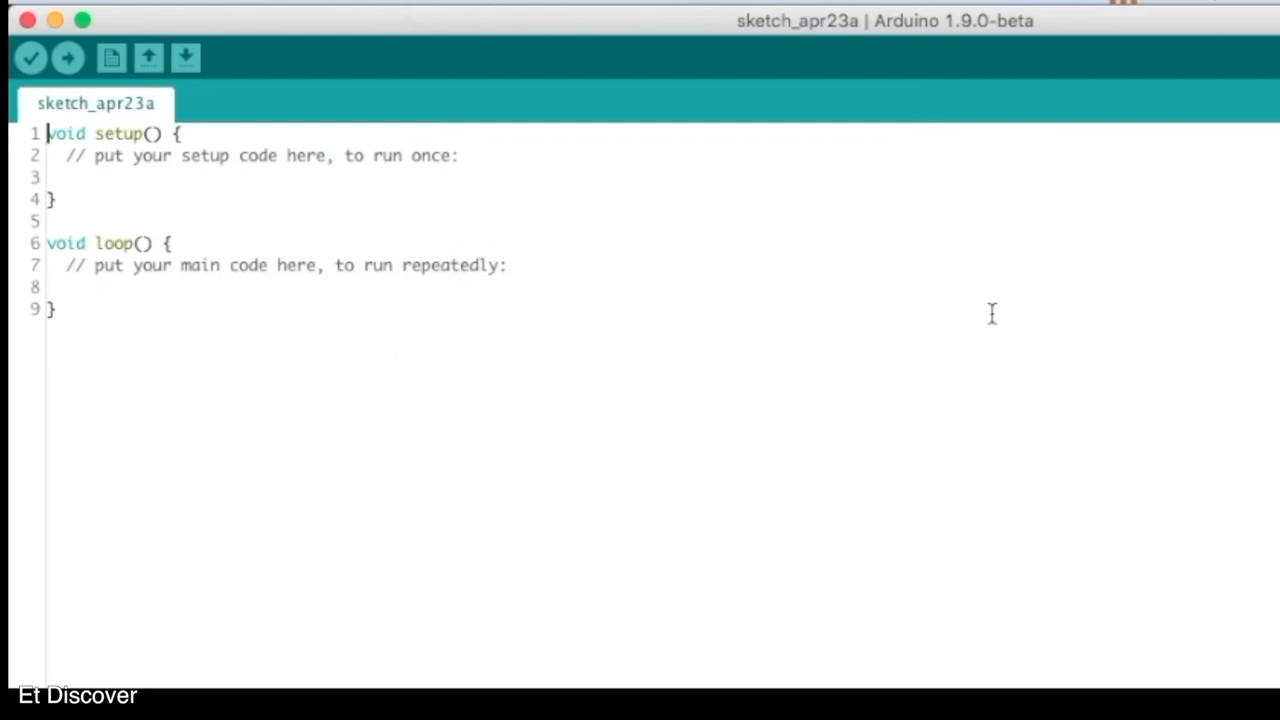 sketch_apr23a | Arduino 1.9.0-beta
sketch_apr23a
1 void setup() {
2 // put your setup code here, to run once:
3
4 }
5
6 void loop() {
7 // put your main code here, to run repeatedly:
8
9 }
Et Discover